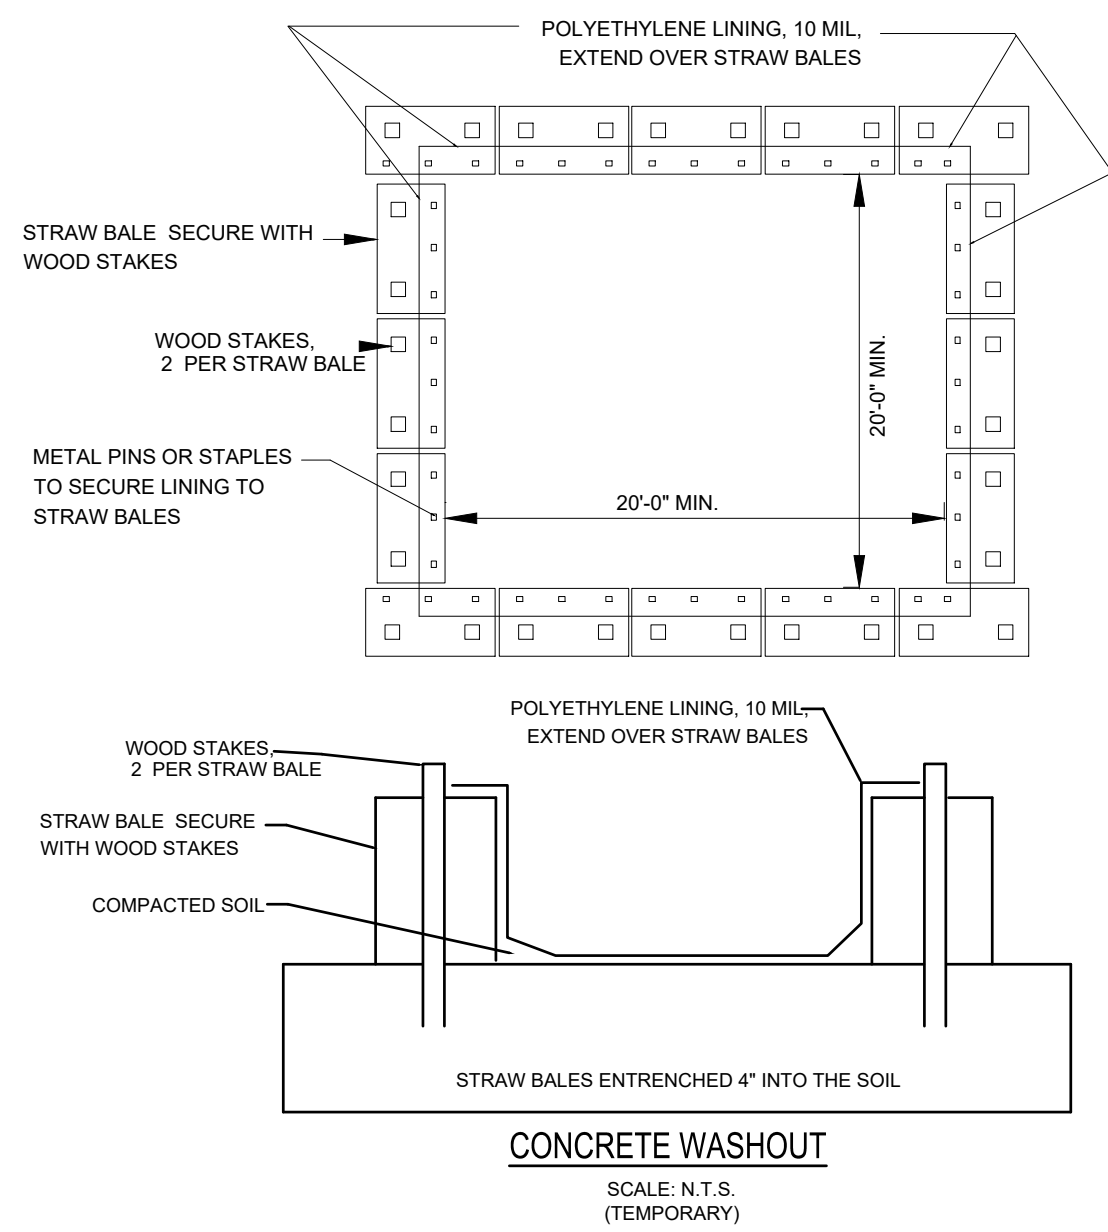 POLYETHYLENE LINING, 10 MIL,
EXTEND OVER STRAW BALES
STRAW BALE SECURE WITH
WOOD STAKES
WOOD STAKES,
2 PER STRAW BALE
20'-0" MIN.
METAL PINS OR STAPLES
TO SECURE LINING TO
STRAW BALES
20'-0" MIN.
POLYETHYLENE LINING, 10 MIL,
EXTEND OVER STRAW BALES
WOOD STAKES,
2 PER STRAW BALE
STRAW BALE SECURE
WITH WOOD STAKES
COMPACTED SOIL
STRAW BALES ENTRENCHED 4" INTO THE SOIL
CONCRETE WASHOUT
SCALE: N.T.S.
(TEMPORARY)